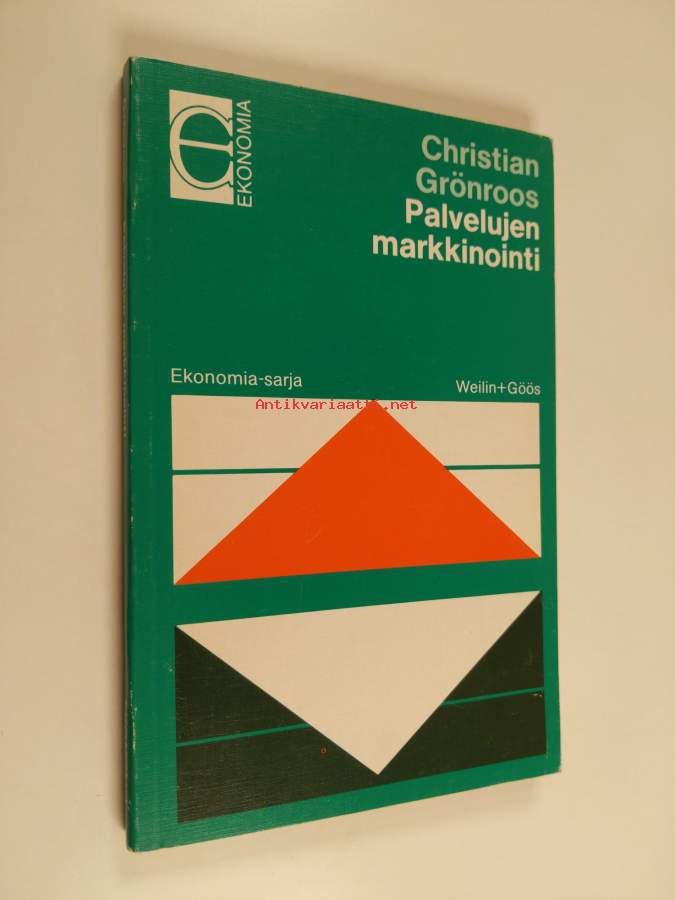 EKONOMIA
Christian
Grönroos
Palvelujen
markkinointi
Ekonomia-sarja
Weilin+Göös